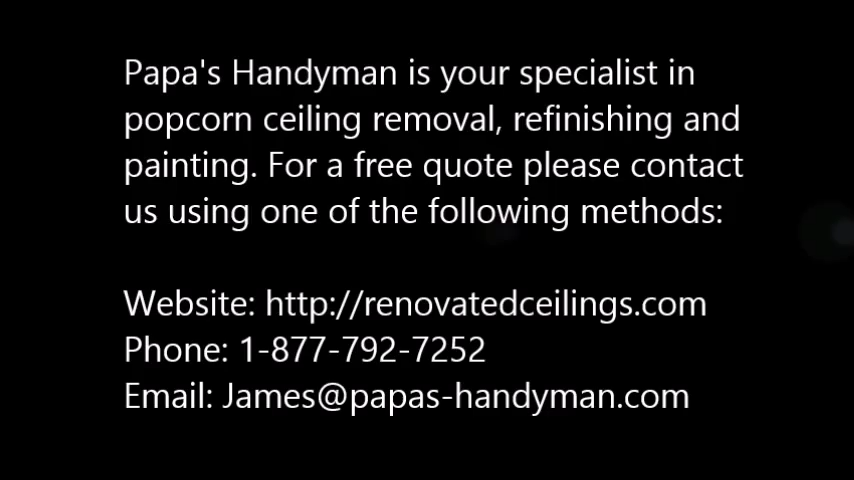 Papa's Handyman is your specialist in
popcorn ceiling removal, refinishing and
painting. For a free quote please contact
us using one of the following methods:
Website: http://renovatedceilings.com
Phone: 1-877-792-7252
Email: James@papas-handyman.com